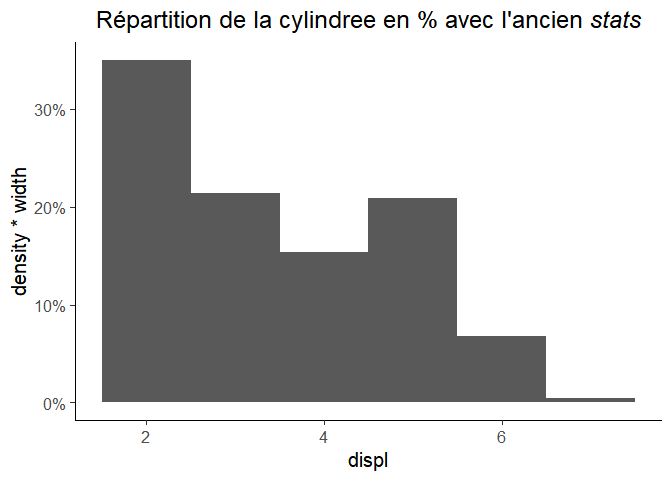 Répartition de la cylindree en % avec l'ancien stats
30%
20%
10%
0%
density * width
2 4 6
displ